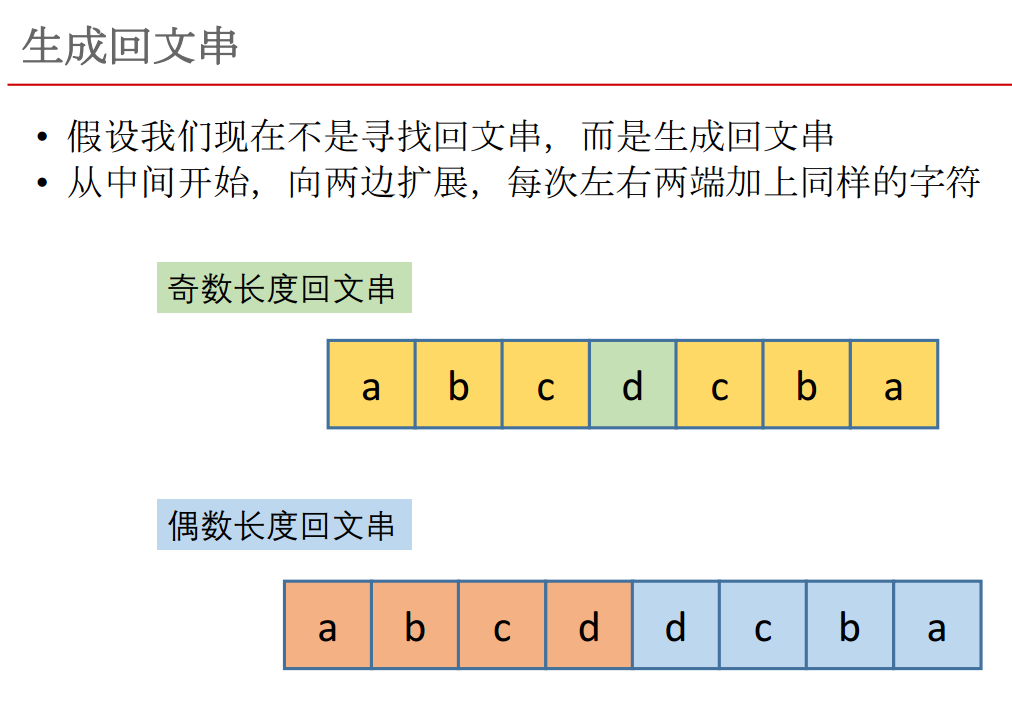 生成回文串
• 假设我们现在不是寻找回文串，而是生成回文串
• 从中间开始，向两边扩展，每次左右两端加上同样的字符
奇数长度回文串
a b c d c b a
偶数长度回文串
a b c d d c b a